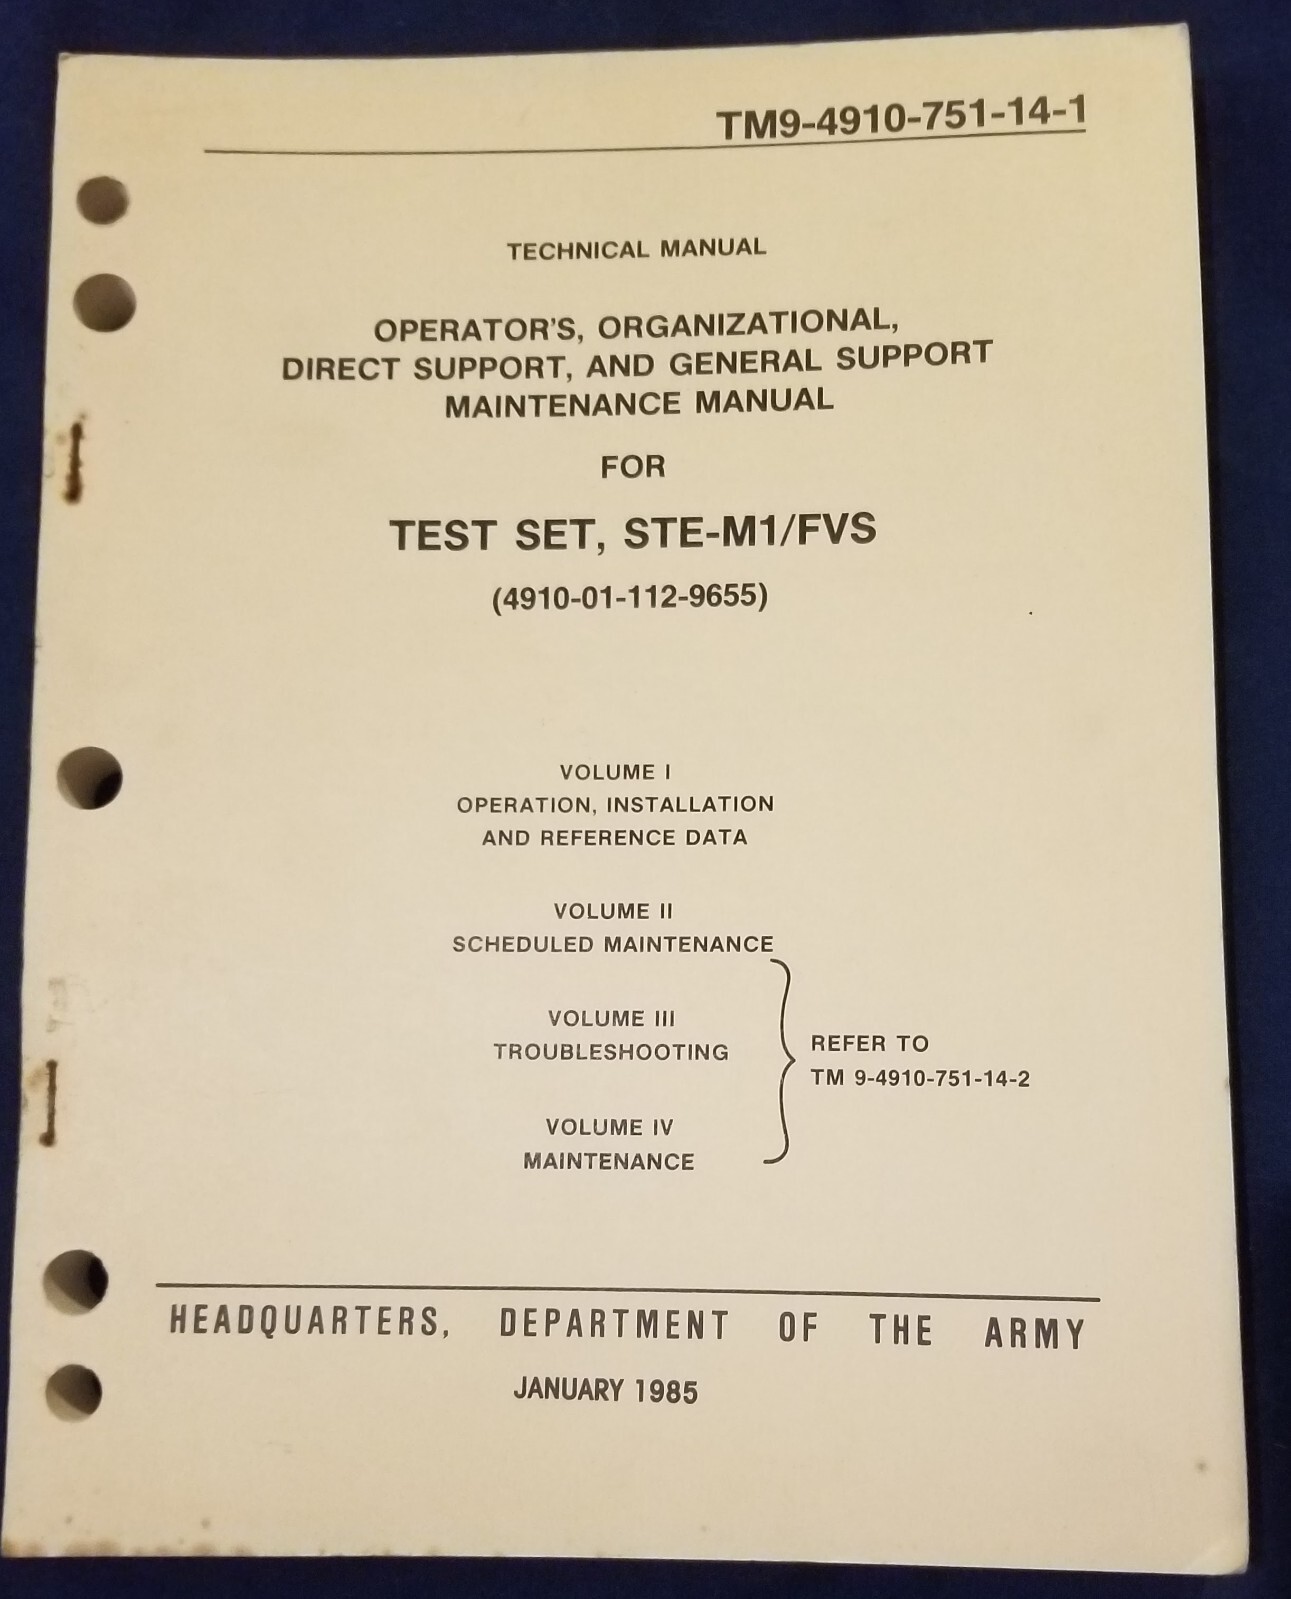 TM9-4910-751-14-1
TECHNICAL MANUAL
OPERATOR'S, ORGANIZATIONAL,
DIRECT SUPPORT, AND GENERAL SUPPORT
MAINTENANCE MANUAL
FOR
TEST SET, STE-M1/FVS
(4910-01-112-9655)
VOLUME I
OPERATION, INSTALLATION
AND REFERENCE DATA
VOLUME II
SCHEDULED MAINTENANCE
VOLUME III
TROUBLESHOOTING
VOLUME IV
MAINTENANCE
REFER TO
TM 9-4910-751-14-2
HEADQUARTERS, DEPARTMENT OF THE ARMY
JANUARY 1985